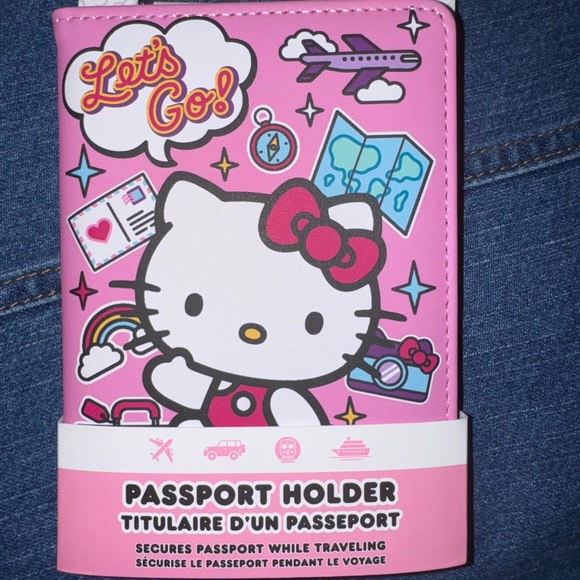 Let's
Go!
PASSPORT HOLDER
TITULAIRE D'UN PASSEPORT
SECURES PASSPORT WHILE TRAVELING
SÉCURISE LE PASSEPORT PENDANT LE VOYAGE